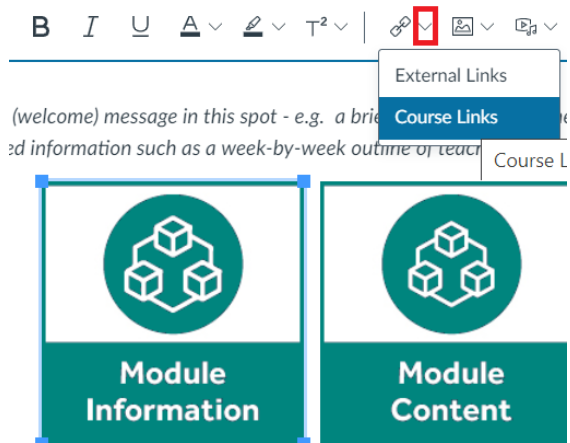 B I U A T²
External Links
Course Links
(welcome) message in this spot - e.g. a brie
ed information such as a week-by-week outline of teach
Course L
Module
Information
Module
Content